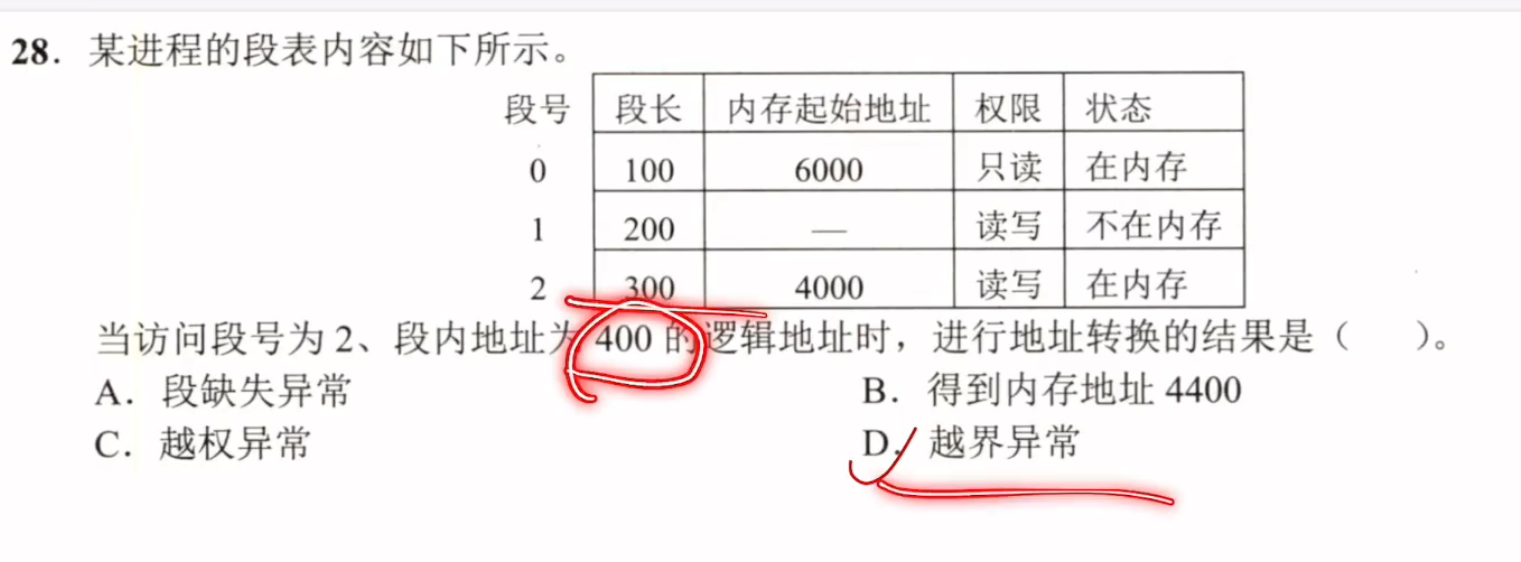 28. 某进程的段表内容如下所示。
段号 段长 内存起始地址 权限 状态
0 100 6000 只读 在内存
1 200 — 读写 不在内存
2 300 4000 读写 在内存
当访问段号为 2、段内地址为 400 的逻辑地址时，进行地址转换的结果是（ ）。
A. 段缺失异常 B. 得到内存地址 4400
C. 越权异常 D. 越界异常